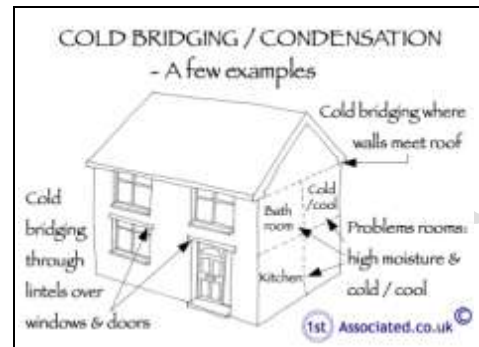 COLD BRIDGING / CONDENSATION
- A few examples
Cold bridging where
walls meet roof
Cold
bridging
through
lintels over
windows & doors
Bath
room
Cold
/cool
Kitchen
Problems rooms:
high moisture &
cold / cool
1st Associated.co.uk ©